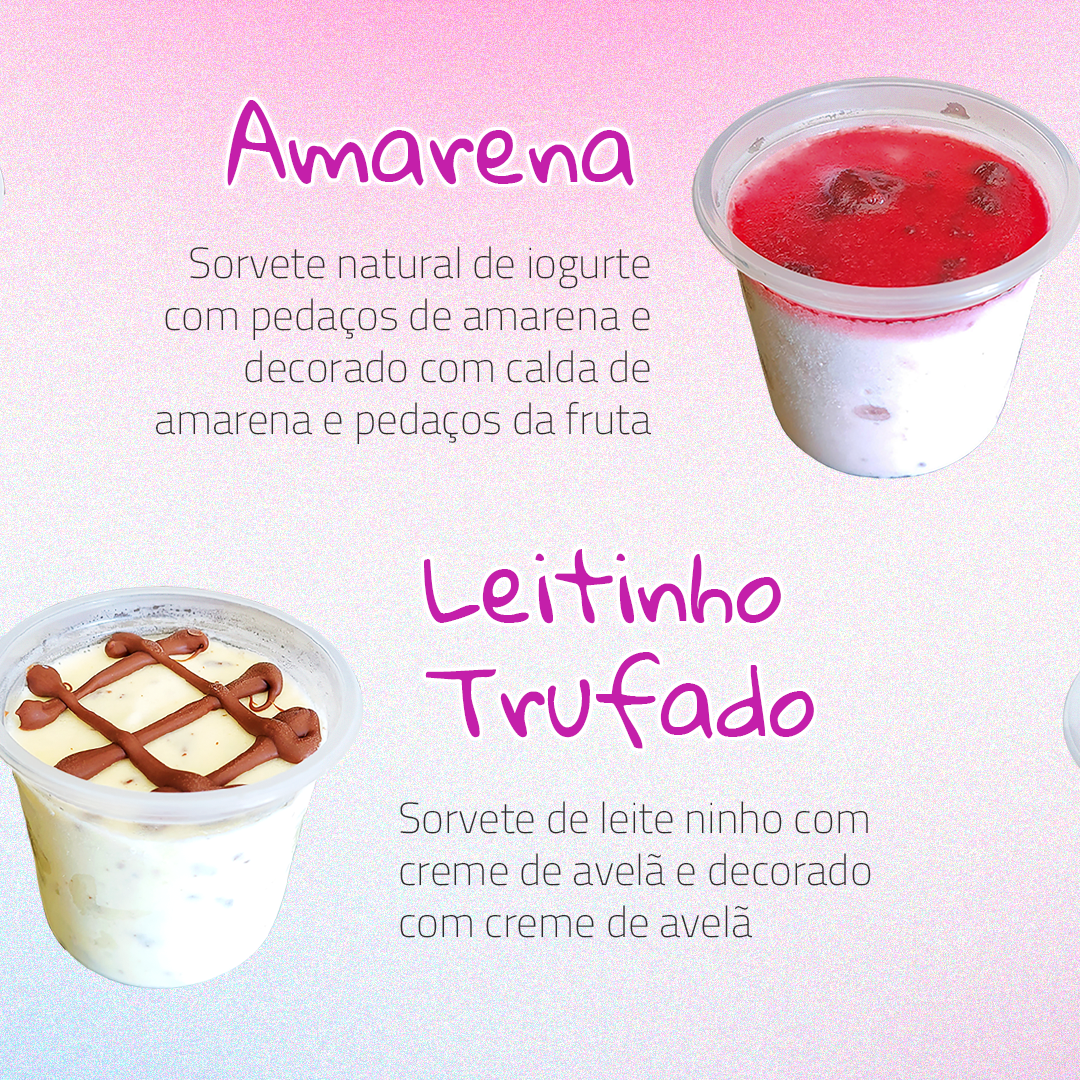 Amarena
Sorvete natural de iogurte
com pedaços de amarena e
decorado com calda de
amarena e pedaços da fruta
Leitinho
Trufado
Sorvete de leite ninho com
creme de avelã e decorado
com creme de avelã